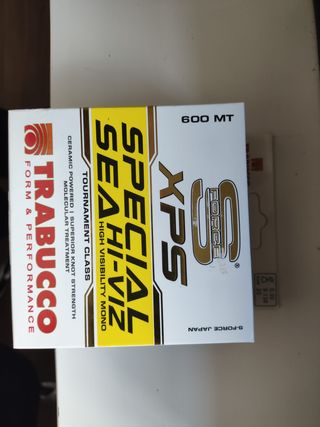 600 MT
S
FORCE
®
XPS
SPECIAL
SEA HI-VIZ
HIGH VISIBILITY MONO
TOURNAMENT CLASS
CERAMIC POWERED | SUPERIOR KNOT STRENGTH
MOLECULAR TREATMENT
TRABUCCO
FORM & PERFORMANCE
S-FORCE JAPAN